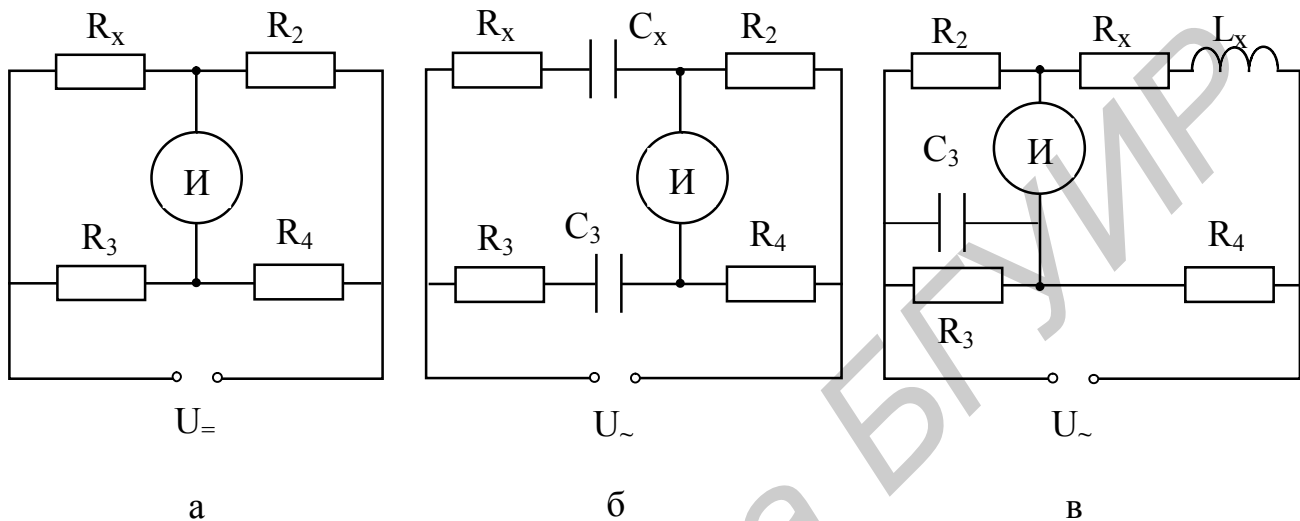 Rx R2
И
R3 R4
U=
а
Rx Cx R2
И
R3 C3 R4
U~
б
R2 Rx Lx
C3 И
R4
R3
U~
в
а БГУИР